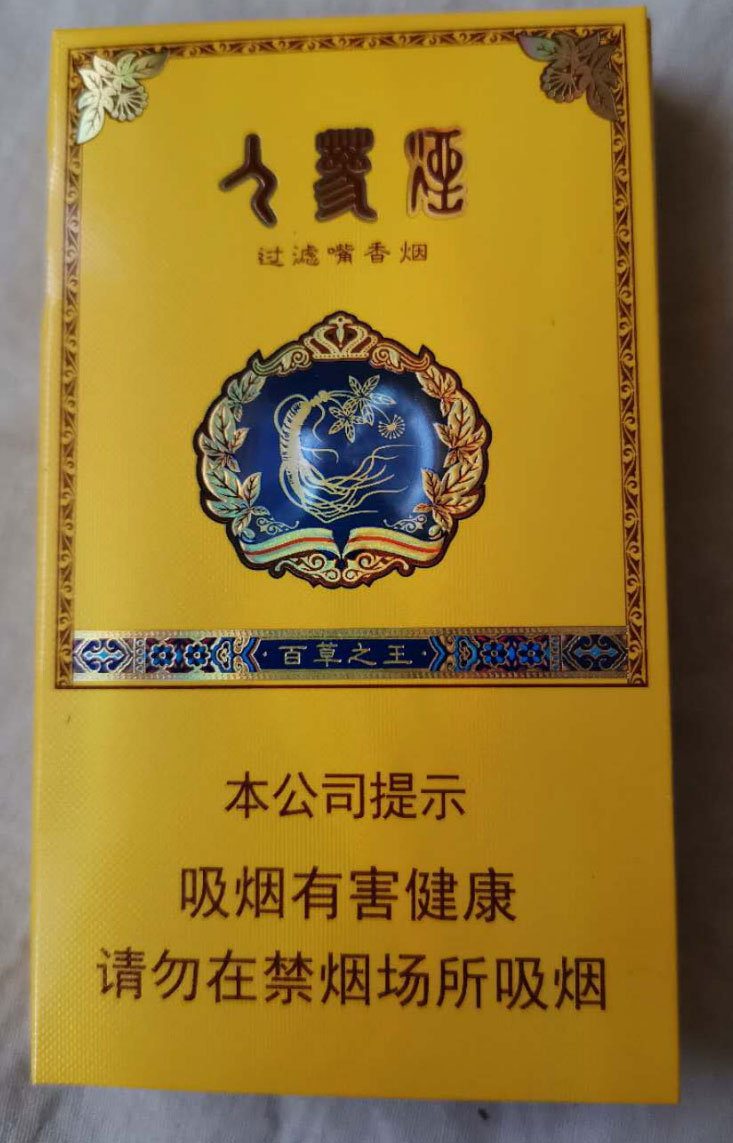 人參煙
过滤嘴香烟
·百草之王·
本公司提示
吸烟有害健康
请勿在禁烟场所吸烟